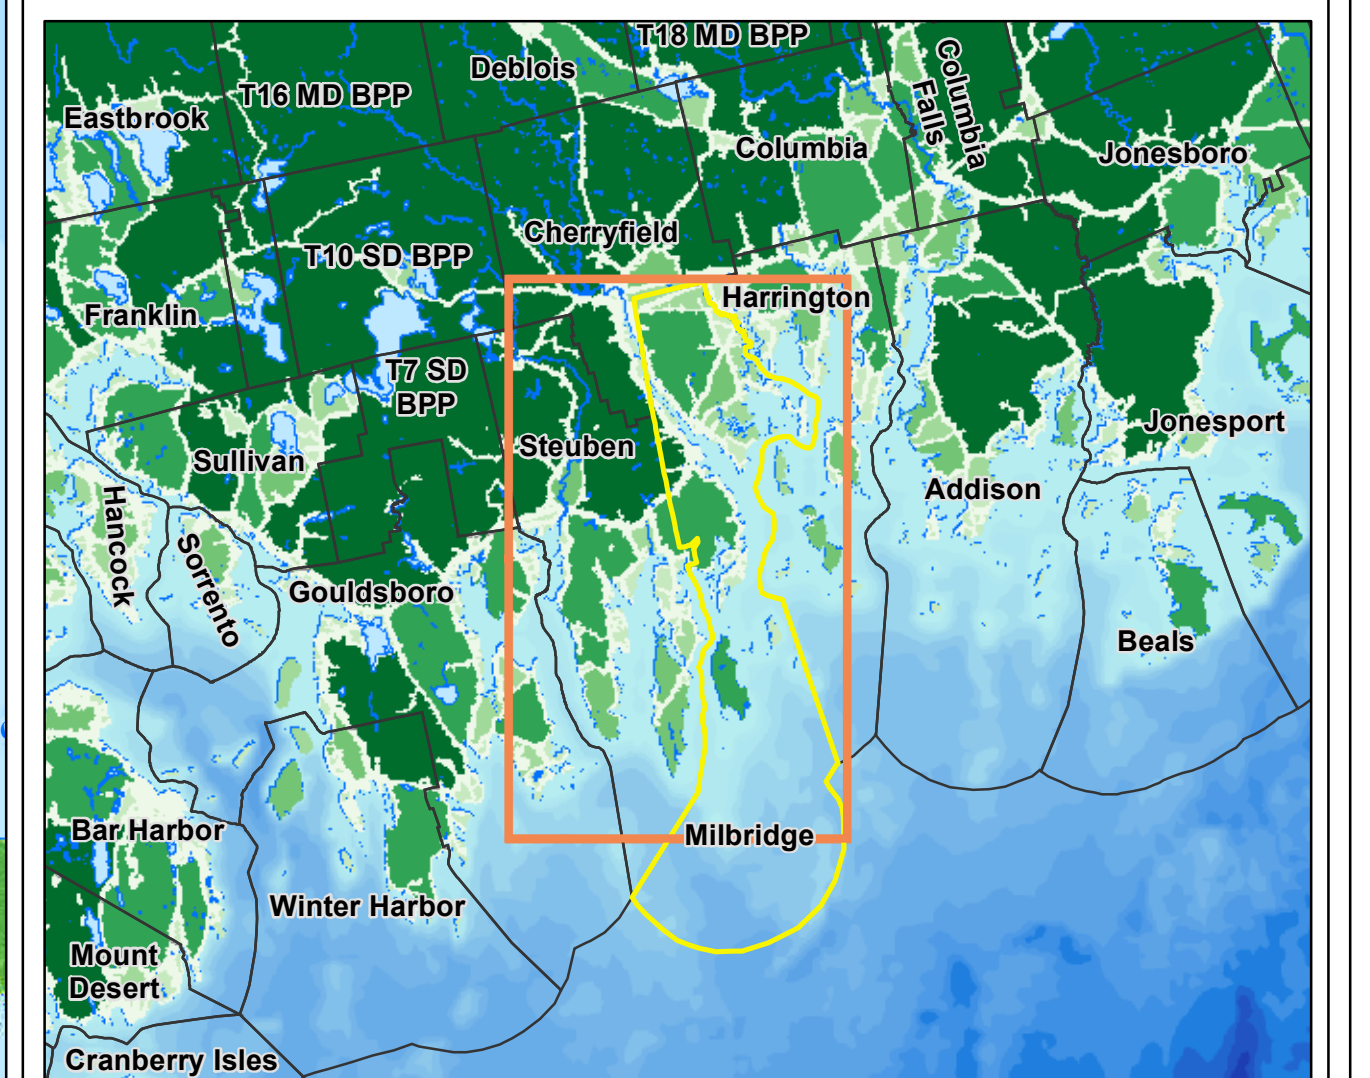 T18 MD BPP
Deblois
T16 MD BPP
Eastbrook
Columbia
Falls
Columbia
Jonesboro
Cherryfield
T10 SD BPP
Harrington
Franklin
T7 SD
BPP
Jonesport
Steuben
Sullivan
Addison
Hancock
Sorrento
Gouldsboro
Beals
Bar Harbor
Milbridge
Winter Harbor
Mount
Desert
Cranberry Isles